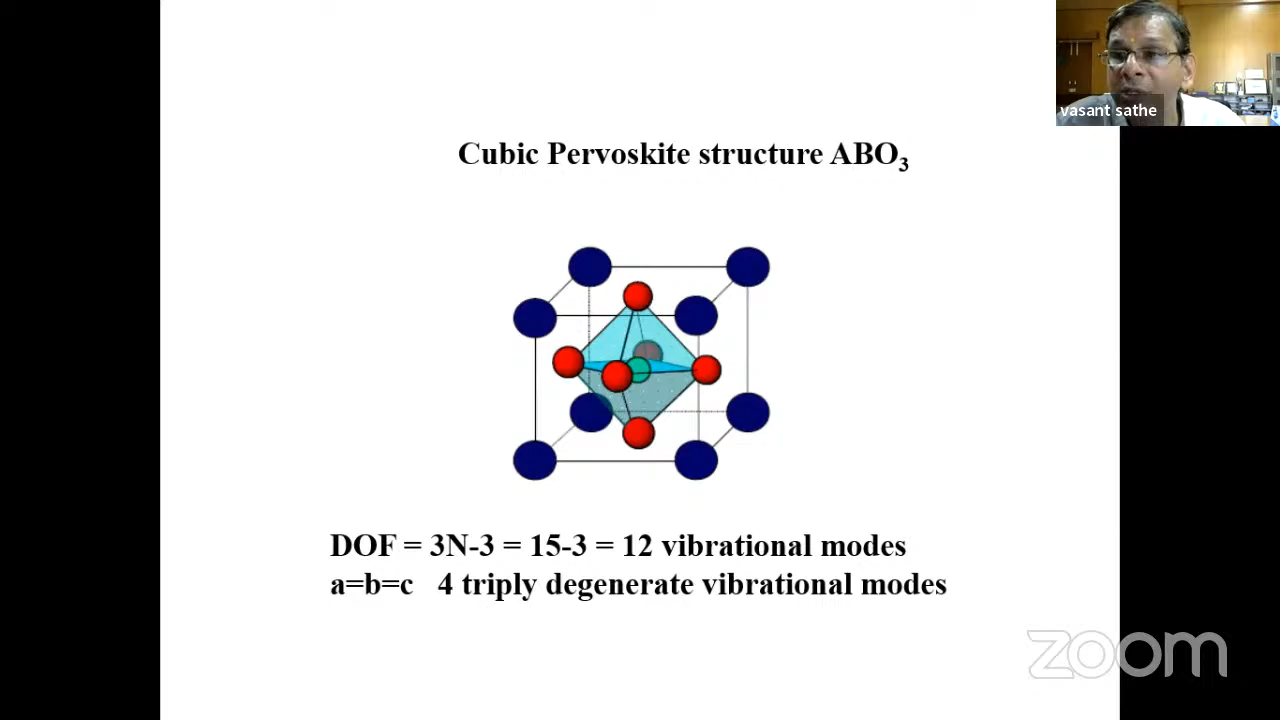 vasant sathe
Cubic Pervoskite structure ABO₃
DOF = 3N-3 = 15-3 = 12 vibrational modes
a=b=c 4 triply degenerate vibrational modes
zoom